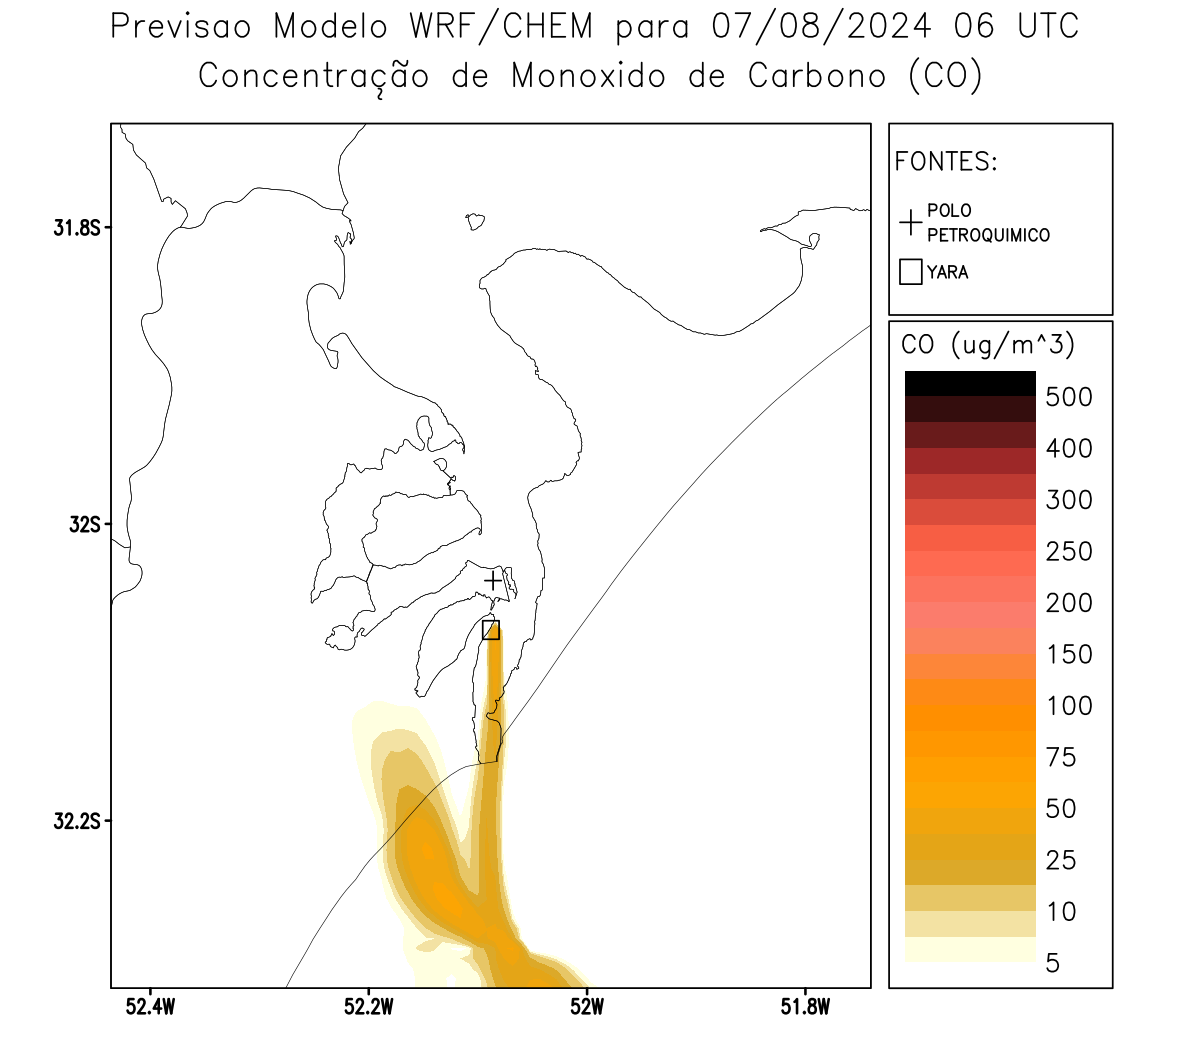 Previsao Modelo WRF/CHEM para 07/08/2024 06 UTC
Concentração de Monoxido de Carbono (CO)
FONTES:
POLO
PETROQUIMICO
YARA
CO (ug/m^3)
500
400
300
250
200
150
100
75
50
25
10
5
31.8S
32S
32.2S
52.4W
52.2W
52W
51.8W